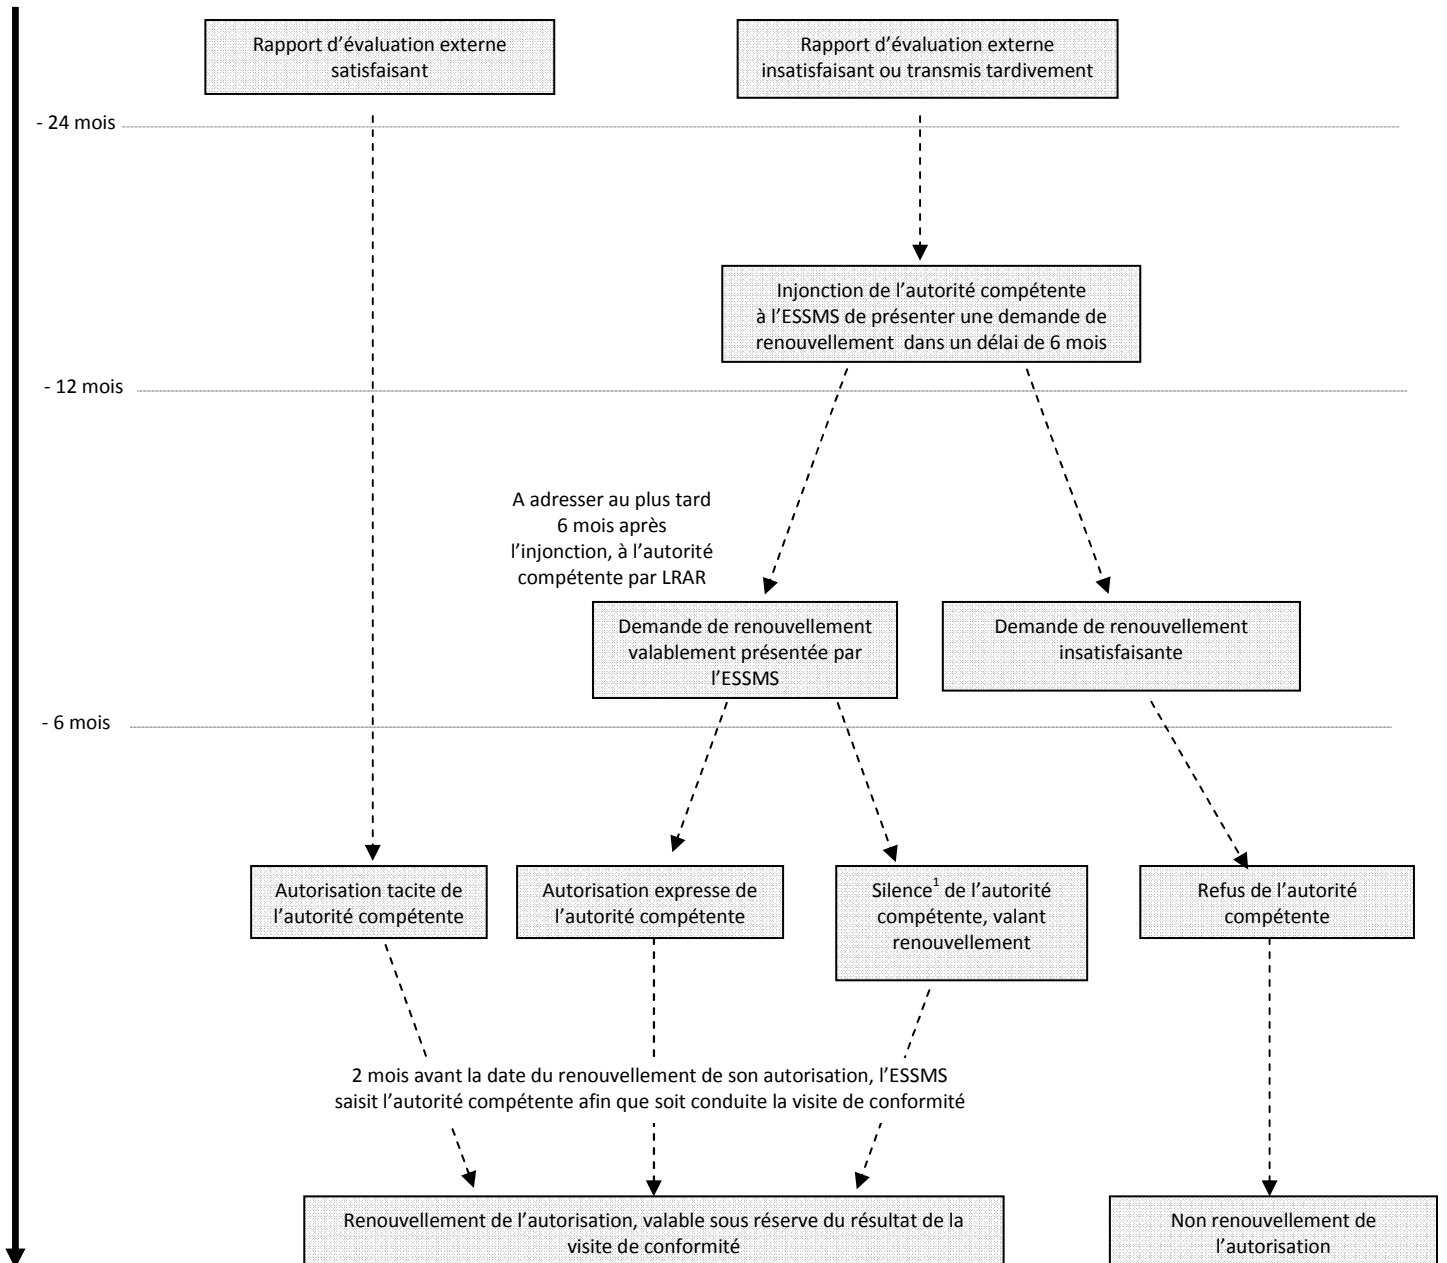 Rapport d’évaluation externe
satisfaisant
Rapport d’évaluation externe
insatisfaisant ou transmis tardivement
- 24 mois
Injonction de l’autorité compétente
à l’ESSMS de présenter une demande de
renouvellement dans un délai de 6 mois
- 12 mois
A adresser au plus tard
6 mois après
l’injonction, à l’autorité
compétente par LRAR
Demande de renouvellement
valablement présentée par
l’ESSMS
Demande de renouvellement
insatisfaisante
- 6 mois
Autorisation tacite de
l’autorité compétente
Autorisation expresse de
l’autorité compétente
Silence1 de l’autorité
compétente, valant
renouvellement
Refus de l’autorité
compétente
2 mois avant la date du renouvellement de son autorisation, l’ESSMS
saisit l’autorité compétente afin que soit conduite la visite de conformité
Renouvellement de l’autorisation, valable sous réserve du résultat de la
visite de conformité
Non renouvellement de
l’autorisation